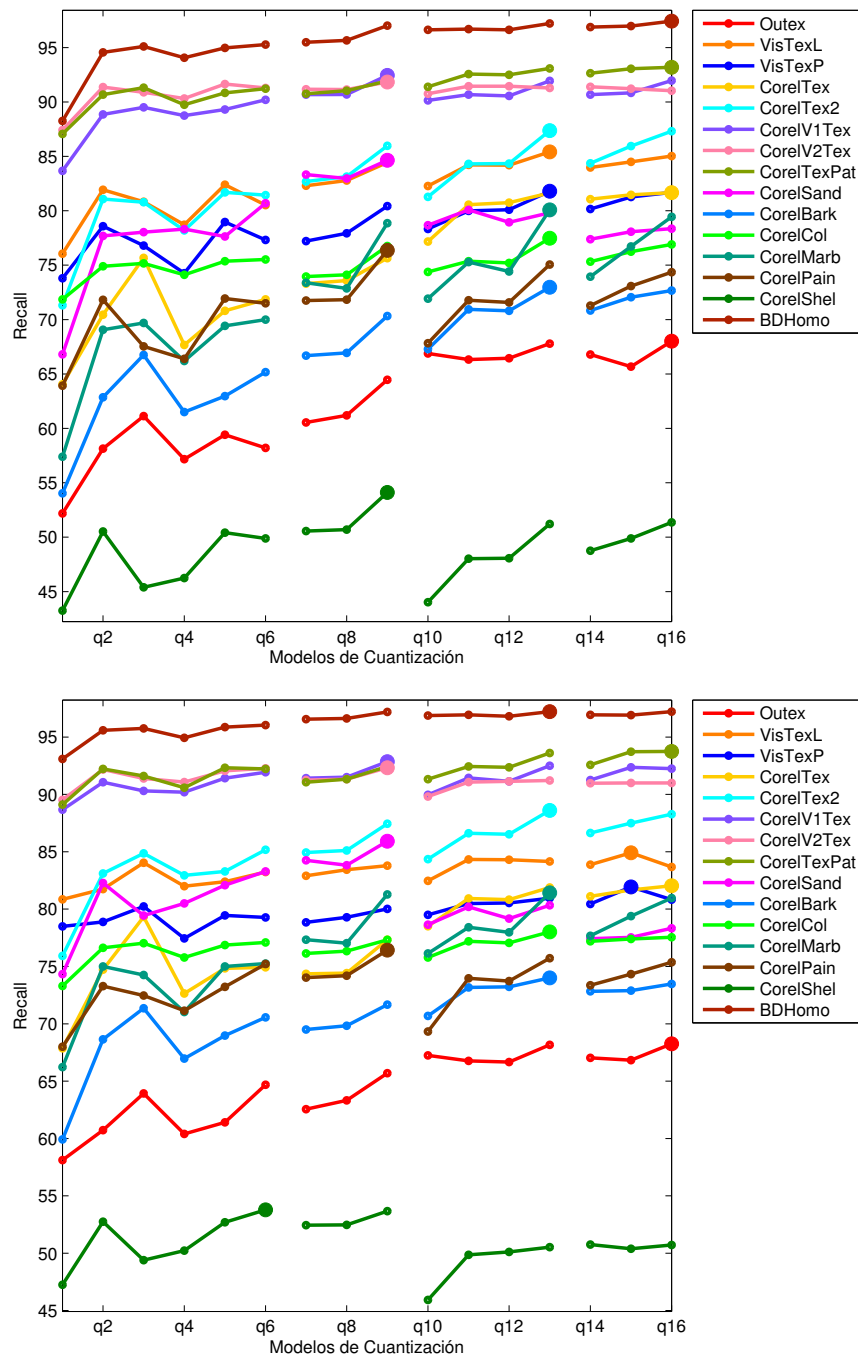 95
90
85
80
75
70
65
60
55
50
45
Recall
q2 q4 q6 q8 q10 q12 q14 q16
Modelos de Cuantización
Outex
VisTexL
VisTexP
CorelTex
CorelTex2
CorelV1Tex
CorelV2Tex
CorelTexPat
CorelSand
CorelBark
CorelCol
CorelMarb
CorelPain
CorelShel
BDHomo
95
90
85
80
75
70
65
60
55
50
45
Recall
q2 q4 q6 q8 q10 q12 q14 q16
Modelos de Cuantización
Outex
VisTexL
VisTexP
CorelTex
CorelTex2
CorelV1Tex
CorelV2Tex
CorelTexPat
CorelSand
CorelBark
CorelCol
CorelMarb
CorelPain
CorelShel
BDHomo